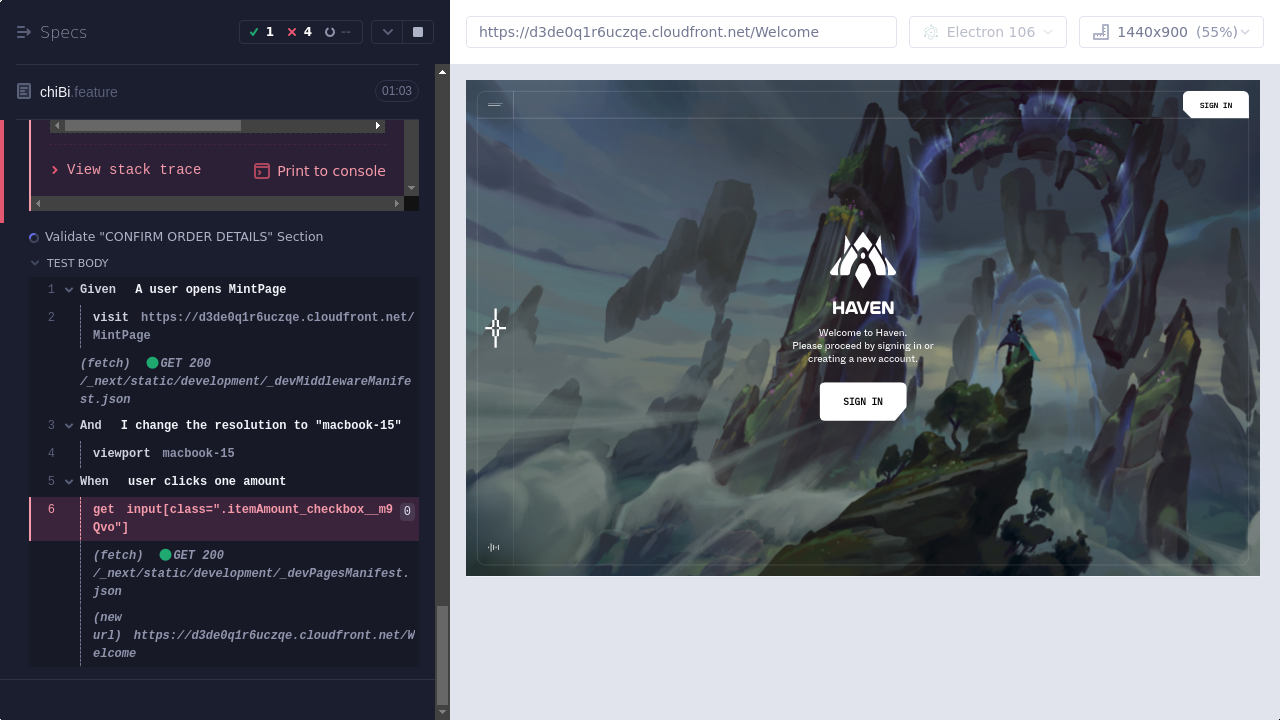 Specs
1
4
--
https://d3de0q1r6uczqe.cloudfront.net/Welcome
Electron 106
1440x900 (55%)
chiBi.feature
01:03
View stack trace
Print to console
Validate "CONFIRM ORDER DETAILS" Section
TEST BODY
1 Given A user opens MintPage
2 visit https://d3de0q1r6uczqe.cloudfront.net/
MintPage
(fetch) GET 200
/_next/static/development/_devMiddlewareManife
st.json
3 And I change the resolution to "macbook-15"
4 viewport macbook-15
5 When user clicks one amount
6 get input[class=".itemAmount_checkbox__m9 0
Qvo"]
(fetch) GET 200
/_next/static/development/_devPagesManifest.
json
(new
url) https://d3de0q1r6uczqe.cloudfront.net/W
elcome
SIGN IN
HAVEN
Welcome to Haven.
Please proceed by signing in or
creating a new account.
SIGN IN